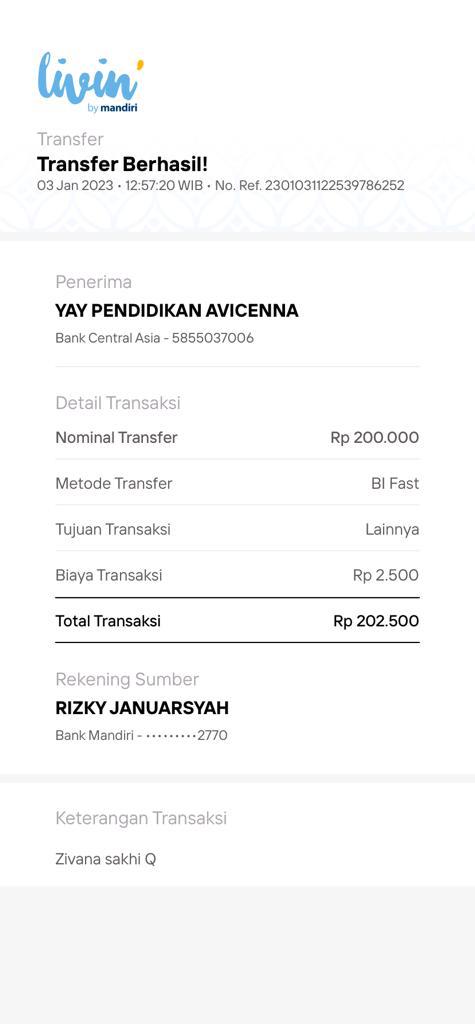 livin'
by mandiri
Transfer
Transfer Berhasil!
03 Jan 2023 • 12:57:20 WIB • No. Ref. 2301031122539786252
Penerima
YAY PENDIDIKAN AVICENNA
Bank Central Asia - 5855037006
Detail Transaksi
Nominal Transfer Rp 200.000
Metode Transfer BI Fast
Tujuan Transaksi Lainnya
Biaya Transaksi Rp 2.500
Total Transaksi Rp 202.500
Rekening Sumber
RIZKY JANUARSYAH
Bank Mandiri - •••••••••2770
Keterangan Transaksi
Zivana sakhi Q